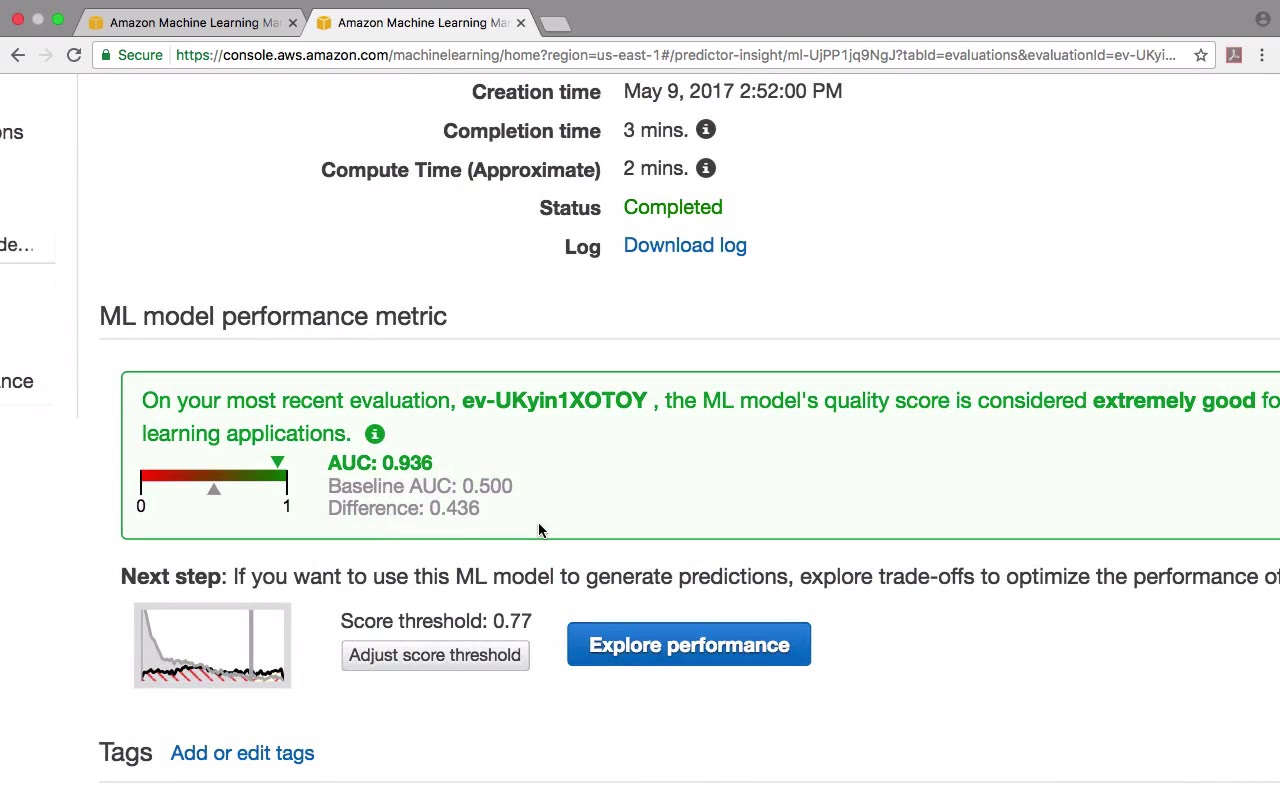 Amazon Machine Learning Ma
Amazon Machine Learning Ma
Secure https://console.aws.amazon.com/machinelearning/home?region=us-east-1#/predictor-insight/ml-UjPP1jq9NgJ?tabId=evaluations&evaluationId=ev-UKyi...
ons
de...
nce
Creation time May 9, 2017 2:52:00 PM
Completion time 3 mins.
Compute Time (Approximate) 2 mins.
Status Completed
Log Download log
ML model performance metric
On your most recent evaluation, ev-UKyin1XOTOY , the ML model's quality score is considered extremely good fo
learning applications.
AUC: 0.936
Baseline AUC: 0.500
Difference: 0.436
0 1
Next step: If you want to use this ML model to generate predictions, explore trade-offs to optimize the performance of
Score threshold: 0.77
Adjust score threshold
Explore performance
Tags Add or edit tags